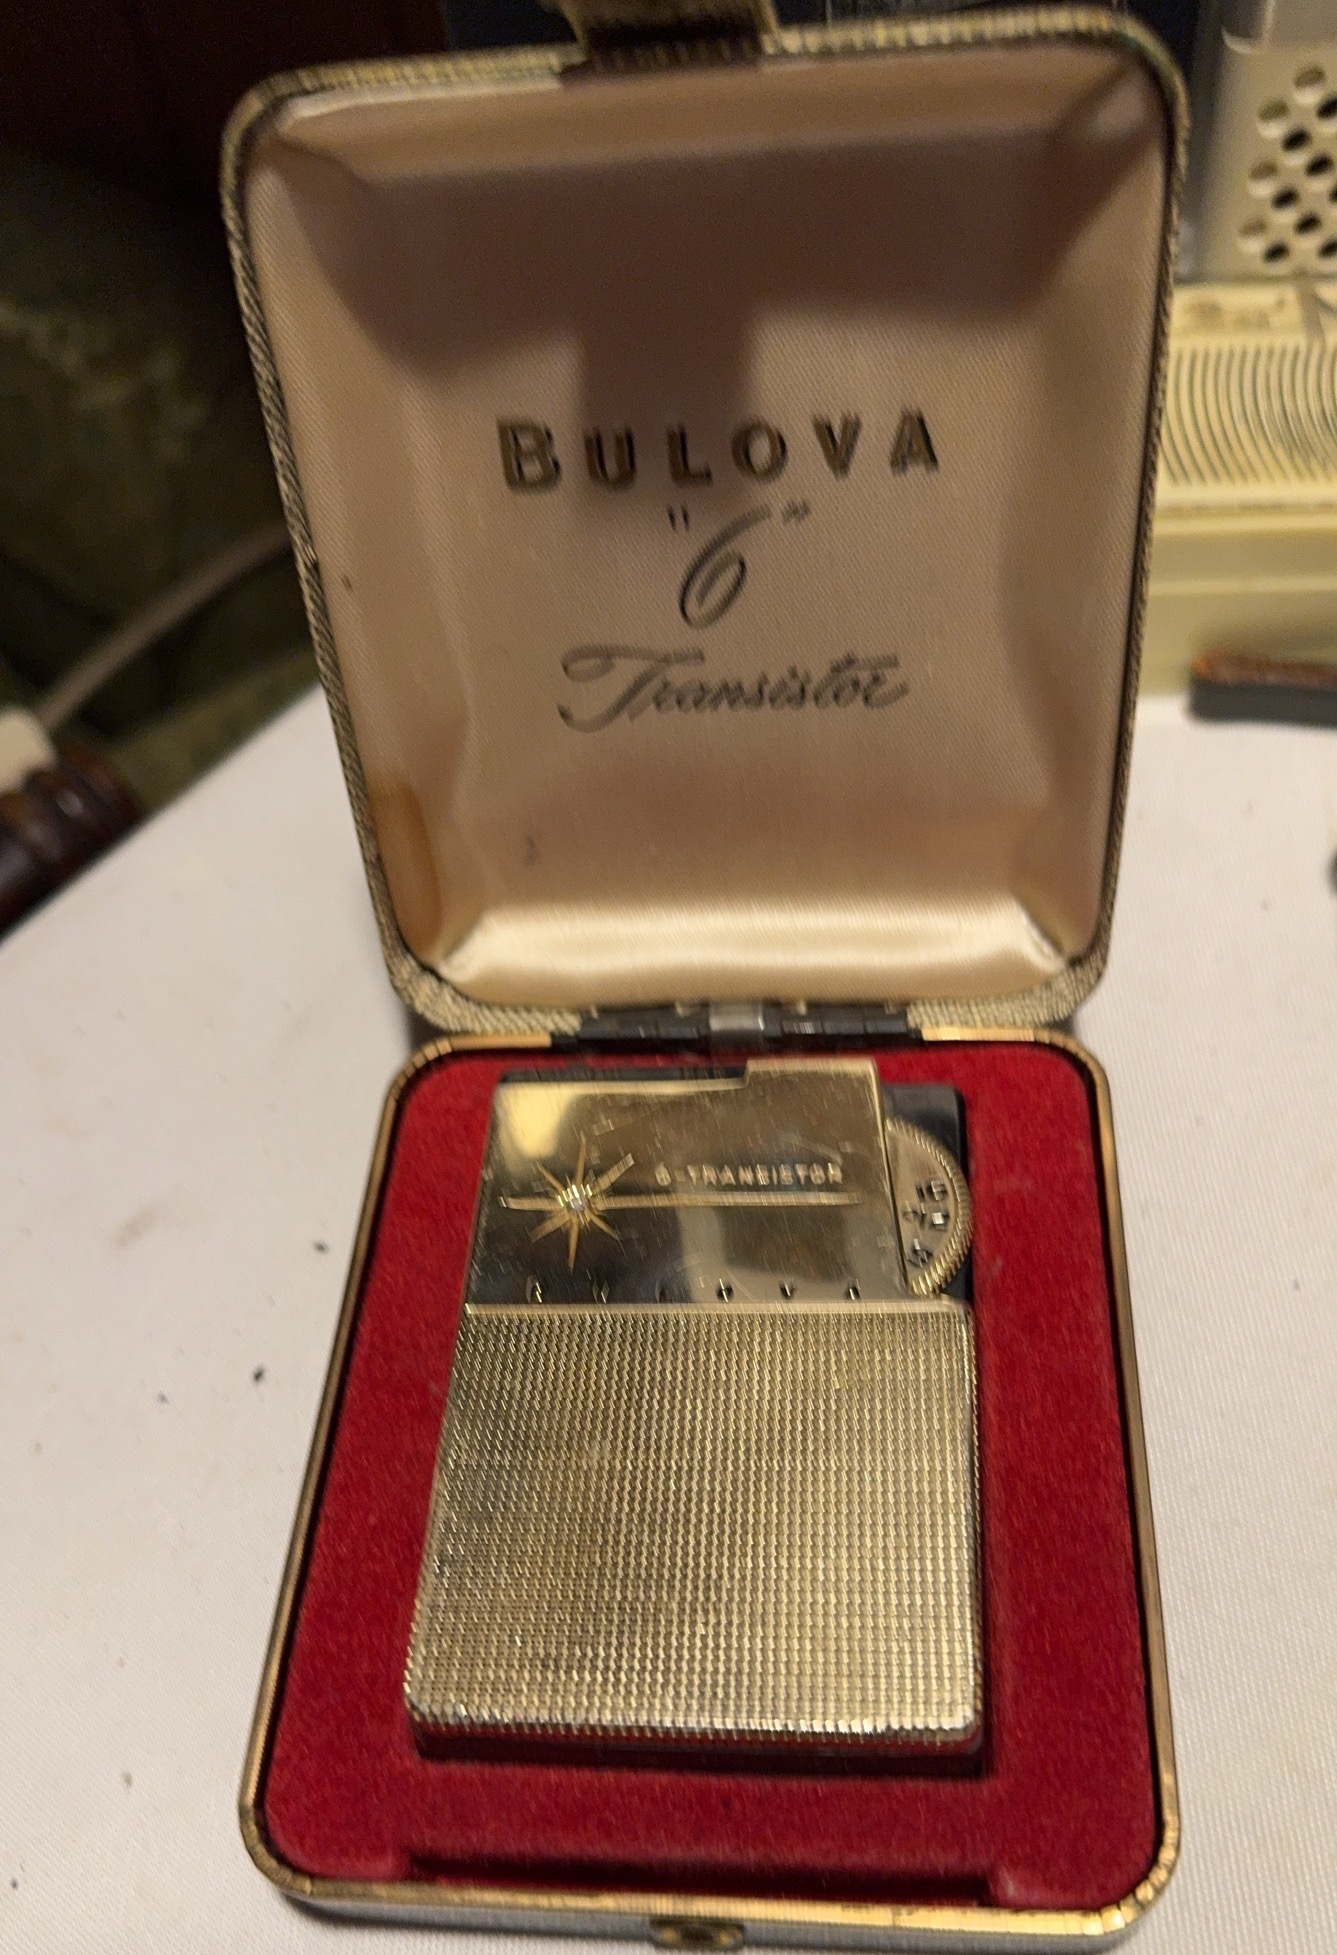 BULOVA
"6"
Transistor
6-TRANSISTOR